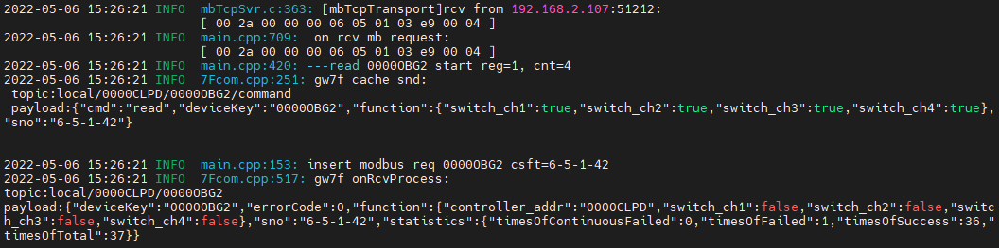 2022-05-06 15:26:21 INFO  mbTcpSvr.c:363: [mbTcpTransport]rcv from 192.168.2.107:51212:
[ 00 2a 00 00 00 06 05 01 03 e9 00 04 ]
2022-05-06 15:26:21 INFO  main.cpp:709:  on rcv mb request:
[ 00 2a 00 00 00 06 05 01 03 e9 00 04 ]
2022-05-06 15:26:21 INFO  main.cpp:420: ---read 0000OBG2 start reg=1, cnt=4
2022-05-06 15:26:21 INFO  7Fcom.cpp:251: gw7f cache snd:
topic:local/0000CLPD/0000OBG2/command
payload:{"cmd":"read","deviceKey":"0000OBG2","function":{"switch_ch1":true,"switch_ch2":true,"switch_ch3":true,"switch_ch4":true},
"sno":"6-5-1-42"}
2022-05-06 15:26:21 INFO  main.cpp:153: insert modbus req 0000OBG2 csft=6-5-1-42
2022-05-06 15:26:21 INFO  7Fcom.cpp:517: gw7f onRcvProcess:
topic:local/0000CLPD/0000OBG2
payload:{"deviceKey":"0000OBG2","errorCode":0,"function":{"controller_addr":"0000CLPD","switch_ch1":false,"switch_ch2":false,"switc
h_ch3":false,"switch_ch4":false},"sno":"6-5-1-42","statistics":{"timesOfContinuousFailed":0,"timesOfFailed":1,"timesOfSuccess":36,"
timesOfTotal":37}}